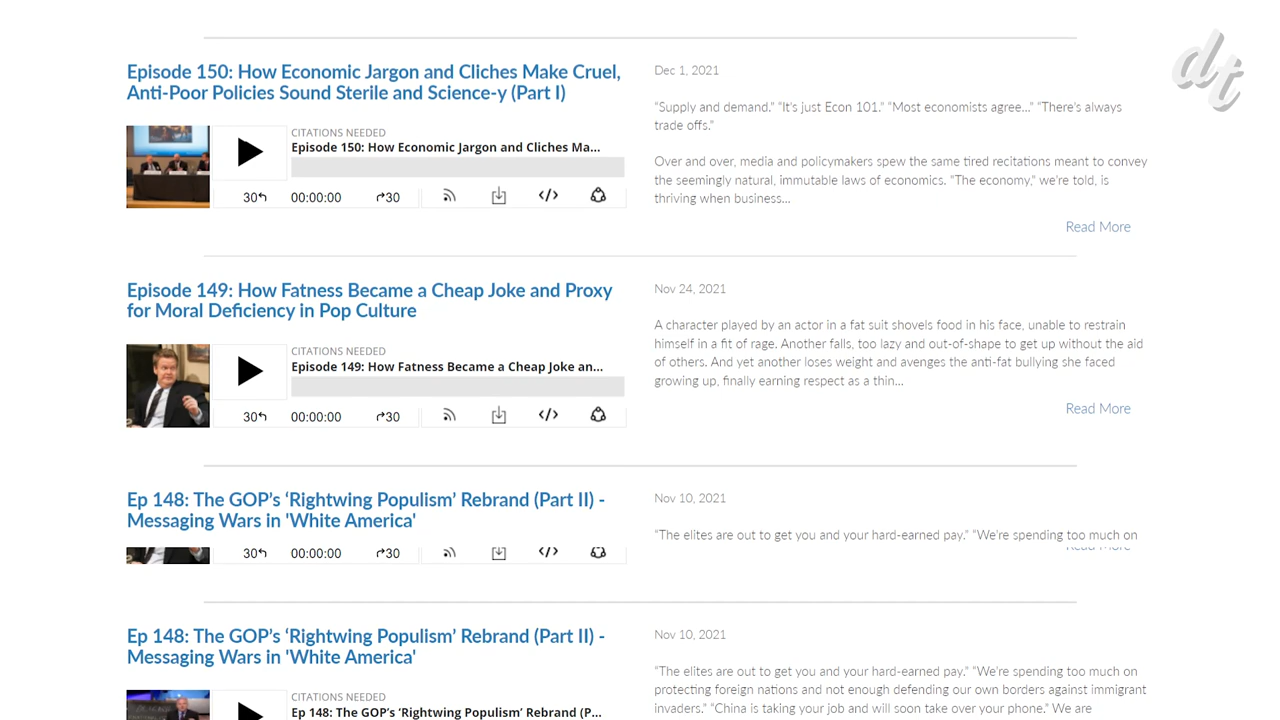 dt
Episode 150: How Economic Jargon and Cliches Make Cruel,
Anti-Poor Policies Sound Sterile and Science-y (Part I)
CITATIONS NEEDED
Episode 150: How Economic Jargon and Cliches Ma...
30
00:00:00
30
Dec 1, 2021
“Supply and demand.” “It's just Econ 101.” “Most economists agree...” “There's always
trade offs.”
Over and over, media and policymakers spew the same tired recitations meant to convey
the seemingly natural, immutable laws of economics. “The economy,” we’re told, is
thriving when business...
Read More
Episode 149: How Fatness Became a Cheap Joke and Proxy
for Moral Deficiency in Pop Culture
CITATIONS NEEDED
Episode 149: How Fatness Became a Cheap Joke an...
30
00:00:00
30
Nov 24, 2021
A character played by an actor in a fat suit shovels food in his face, unable to restrain
himself in a fit of rage. Another falls, too lazy and out-of-shape to get up without the aid
of others. And yet another loses weight and avenges the anti-fat bullying she faced
growing up, finally earning respect as a thin...
Read More
Ep 148: The GOP’s ‘Rightwing Populism’ Rebrand (Part II) -
Messaging Wars in 'White America'
30
00:00:00
30
Nov 10, 2021
“The elites are out to get you and your hard-earned pay.” “We’re spending too much on
Read More
Ep 148: The GOP’s ‘Rightwing Populism’ Rebrand (Part II) -
Messaging Wars in 'White America'
CITATIONS NEEDED
Ep 148: The GOP’s ‘Rightwing Populism’ Rebrand (P...
Nov 10, 2021
“The elites are out to get you and your hard-earned pay.” “We’re spending too much on
protecting foreign nations and not enough defending our own borders against immigrant
invaders.” “China is taking your job and will soon take over your phone.” We are